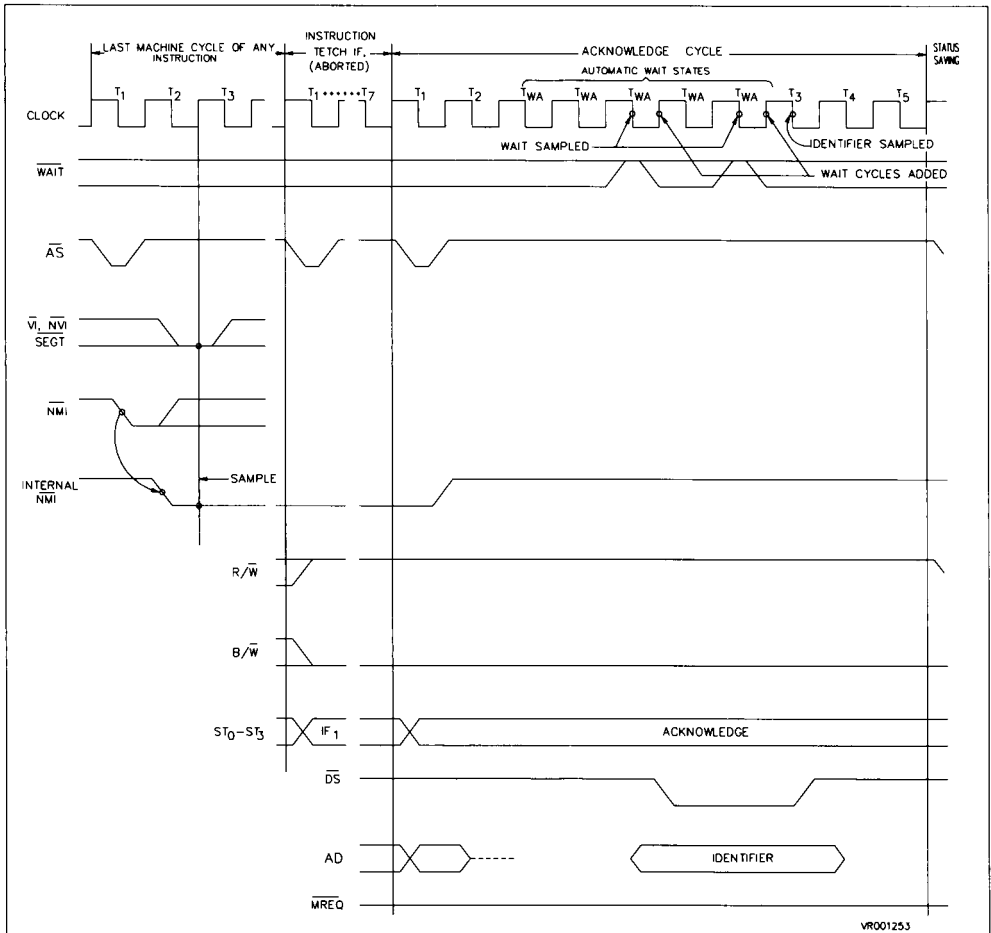 LAST MACHINE CYCLE OF ANY
INSTRUCTION
INSTRUCTION
TETCH IF,
(ABORTED)
ACKNOWLEDGE CYCLE
STATUS
SAVING
AUTOMATIC WAIT STATES
CLOCK
T1 T2 T3 T1 ······ T7 T1 T2 TWA TWA TWA TWA TWA T3 T4 T5
WAIT SAMPLED
IDENTIFIER SAMPLED
WAIT
WAIT CYCLES ADDED
AS
VI, NVI
SEGT
NMI
INTERNAL
NMI
SAMPLE
R/W
B/W
ST0-ST3
IF1
ACKNOWLEDGE
DS
AD
IDENTIFIER
MREQ
VR001253